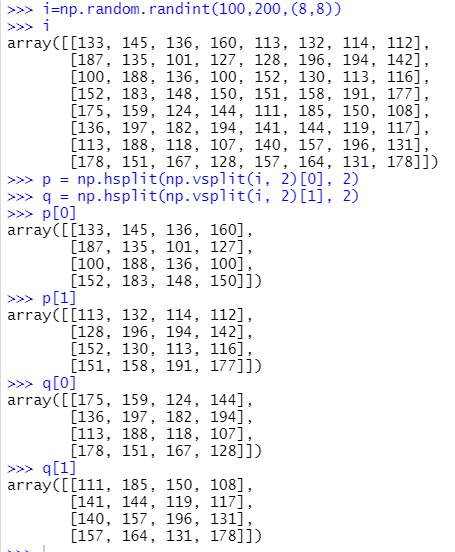 >>> i=np.random.randint(100,200,(8,8))
>>> i
array([[133, 145, 136, 160, 113, 132, 114, 112],
       [187, 135, 101, 127, 128, 196, 194, 142],
       [100, 188, 136, 100, 152, 130, 113, 116],
       [152, 183, 148, 150, 151, 158, 191, 177],
       [175, 159, 124, 144, 111, 185, 150, 108],
       [136, 197, 182, 194, 141, 144, 119, 117],
       [113, 188, 118, 107, 140, 157, 196, 131],
       [178, 151, 167, 128, 157, 164, 131, 178]])
>>> p = np.hsplit(np.vsplit(i, 2)[0], 2)
>>> q = np.hsplit(np.vsplit(i, 2)[1], 2)
>>> p[0]
array([[133, 145, 136, 160],
       [187, 135, 101, 127],
       [100, 188, 136, 100],
       [152, 183, 148, 150]])
>>> p[1]
array([[113, 132, 114, 112],
       [128, 196, 194, 142],
       [152, 130, 113, 116],
       [151, 158, 191, 177]])
>>> q[0]
array([[175, 159, 124, 144],
       [136, 197, 182, 194],
       [113, 188, 118, 107],
       [178, 151, 167, 128]])
>>> q[1]
array([[111, 185, 150, 108],
       [141, 144, 119, 117],
       [140, 157, 196, 131],
       [157, 164, 131, 178]])
>>>